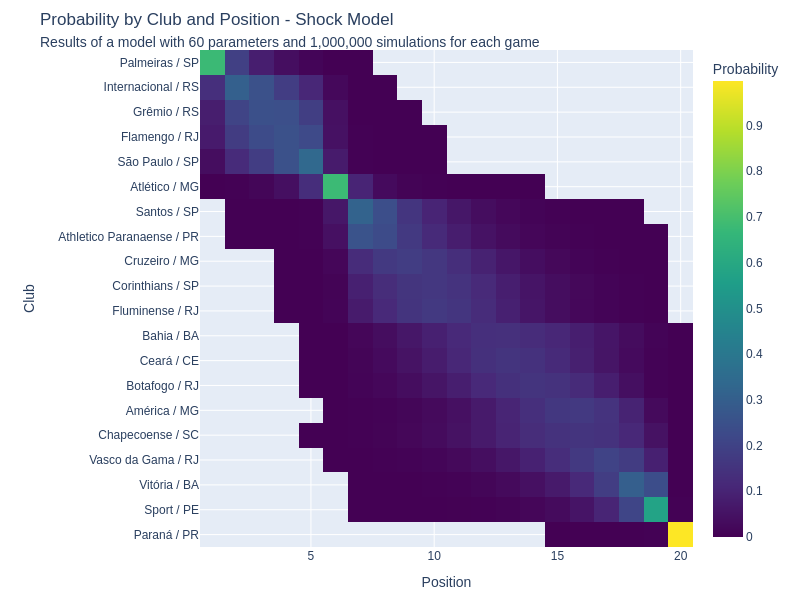 Probability by Club and Position - Shock Model
Results of a model with 60 parameters and 1,000,000 simulations for each game
Probability
Club
Palmeiras / SP
Internacional / RS
Grêmio / RS
Flamengo / RJ
São Paulo / SP
Atlético / MG
Santos / SP
Athletico Paranaense / PR
Cruzeiro / MG
Corinthians / SP
Fluminense / RJ
Bahia / BA
Ceará / CE
Botafogo / RJ
América / MG
Chapecoense / SC
Vasco da Gama / RJ
Vitória / BA
Sport / PE
Paraná / PR
0.9
0.8
0.7
0.6
0.5
0.4
0.3
0.2
0.1
0
5
10
15
20
Position